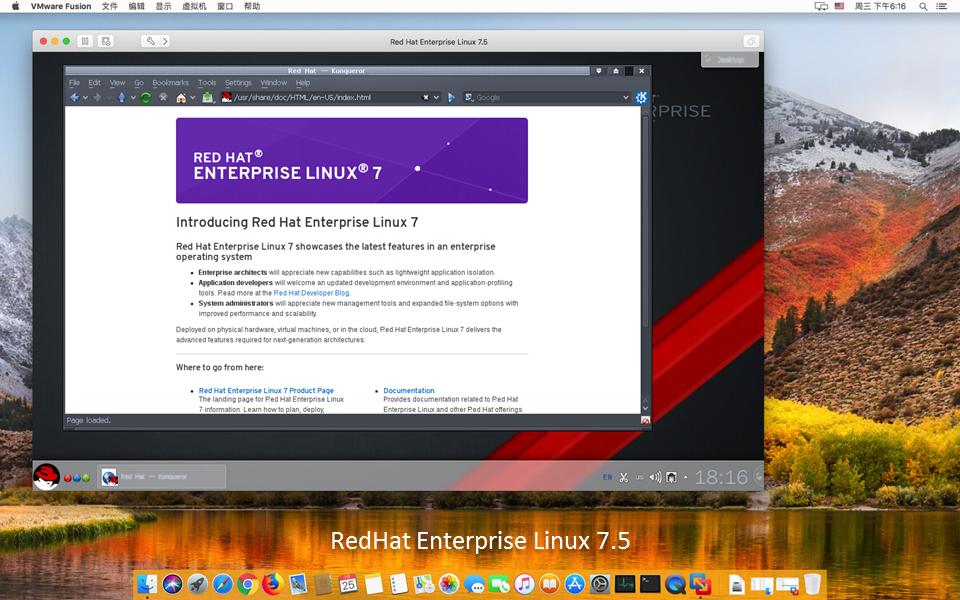 VMware Fusion 文件 编辑 显示 虚拟机 窗口 帮助 周三 下午6:16
Red Hat Enterprise Linux 7.5
Desktop
Red Hat — Konqueror
File Edit View Go Bookmarks Tools Settings Window Help
/usr/share/doc/HTML/en-US/index.html Google
RPRISE
RED HAT®
ENTERPRISE LINUX® 7
Introducing Red Hat Enterprise Linux 7
Red Hat Enterprise Linux 7 showcases the latest features in an enterprise
operating system
• Enterprise architects will appreciate new capabilities such as lightweight application isolation.
• Application developers will welcome an updated development environment and application-profiling
tools. Read more at the Red Hat Developer Blog.
• System administrators will appreciate new management tools and expanded file-system options with
improved performance and scalability.
Deployed on physical hardware, virtual machines, or in the cloud, Red Hat Enterprise Linux 7 delivers the
advanced features required for next-generation architectures.
Where to go from here:
• Red Hat Enterprise Linux 7 Product Page
The landing page for Red Hat Enterprise Linux
7 information. Learn how to plan, deploy,
• Documentation
Provides documentation related to Red Hat
Enterprise Linux and other Red Hat offerings.
Page loaded.
Red Hat — Konqueror
EN us 18:16
RedHat Enterprise Linux 7.5
25